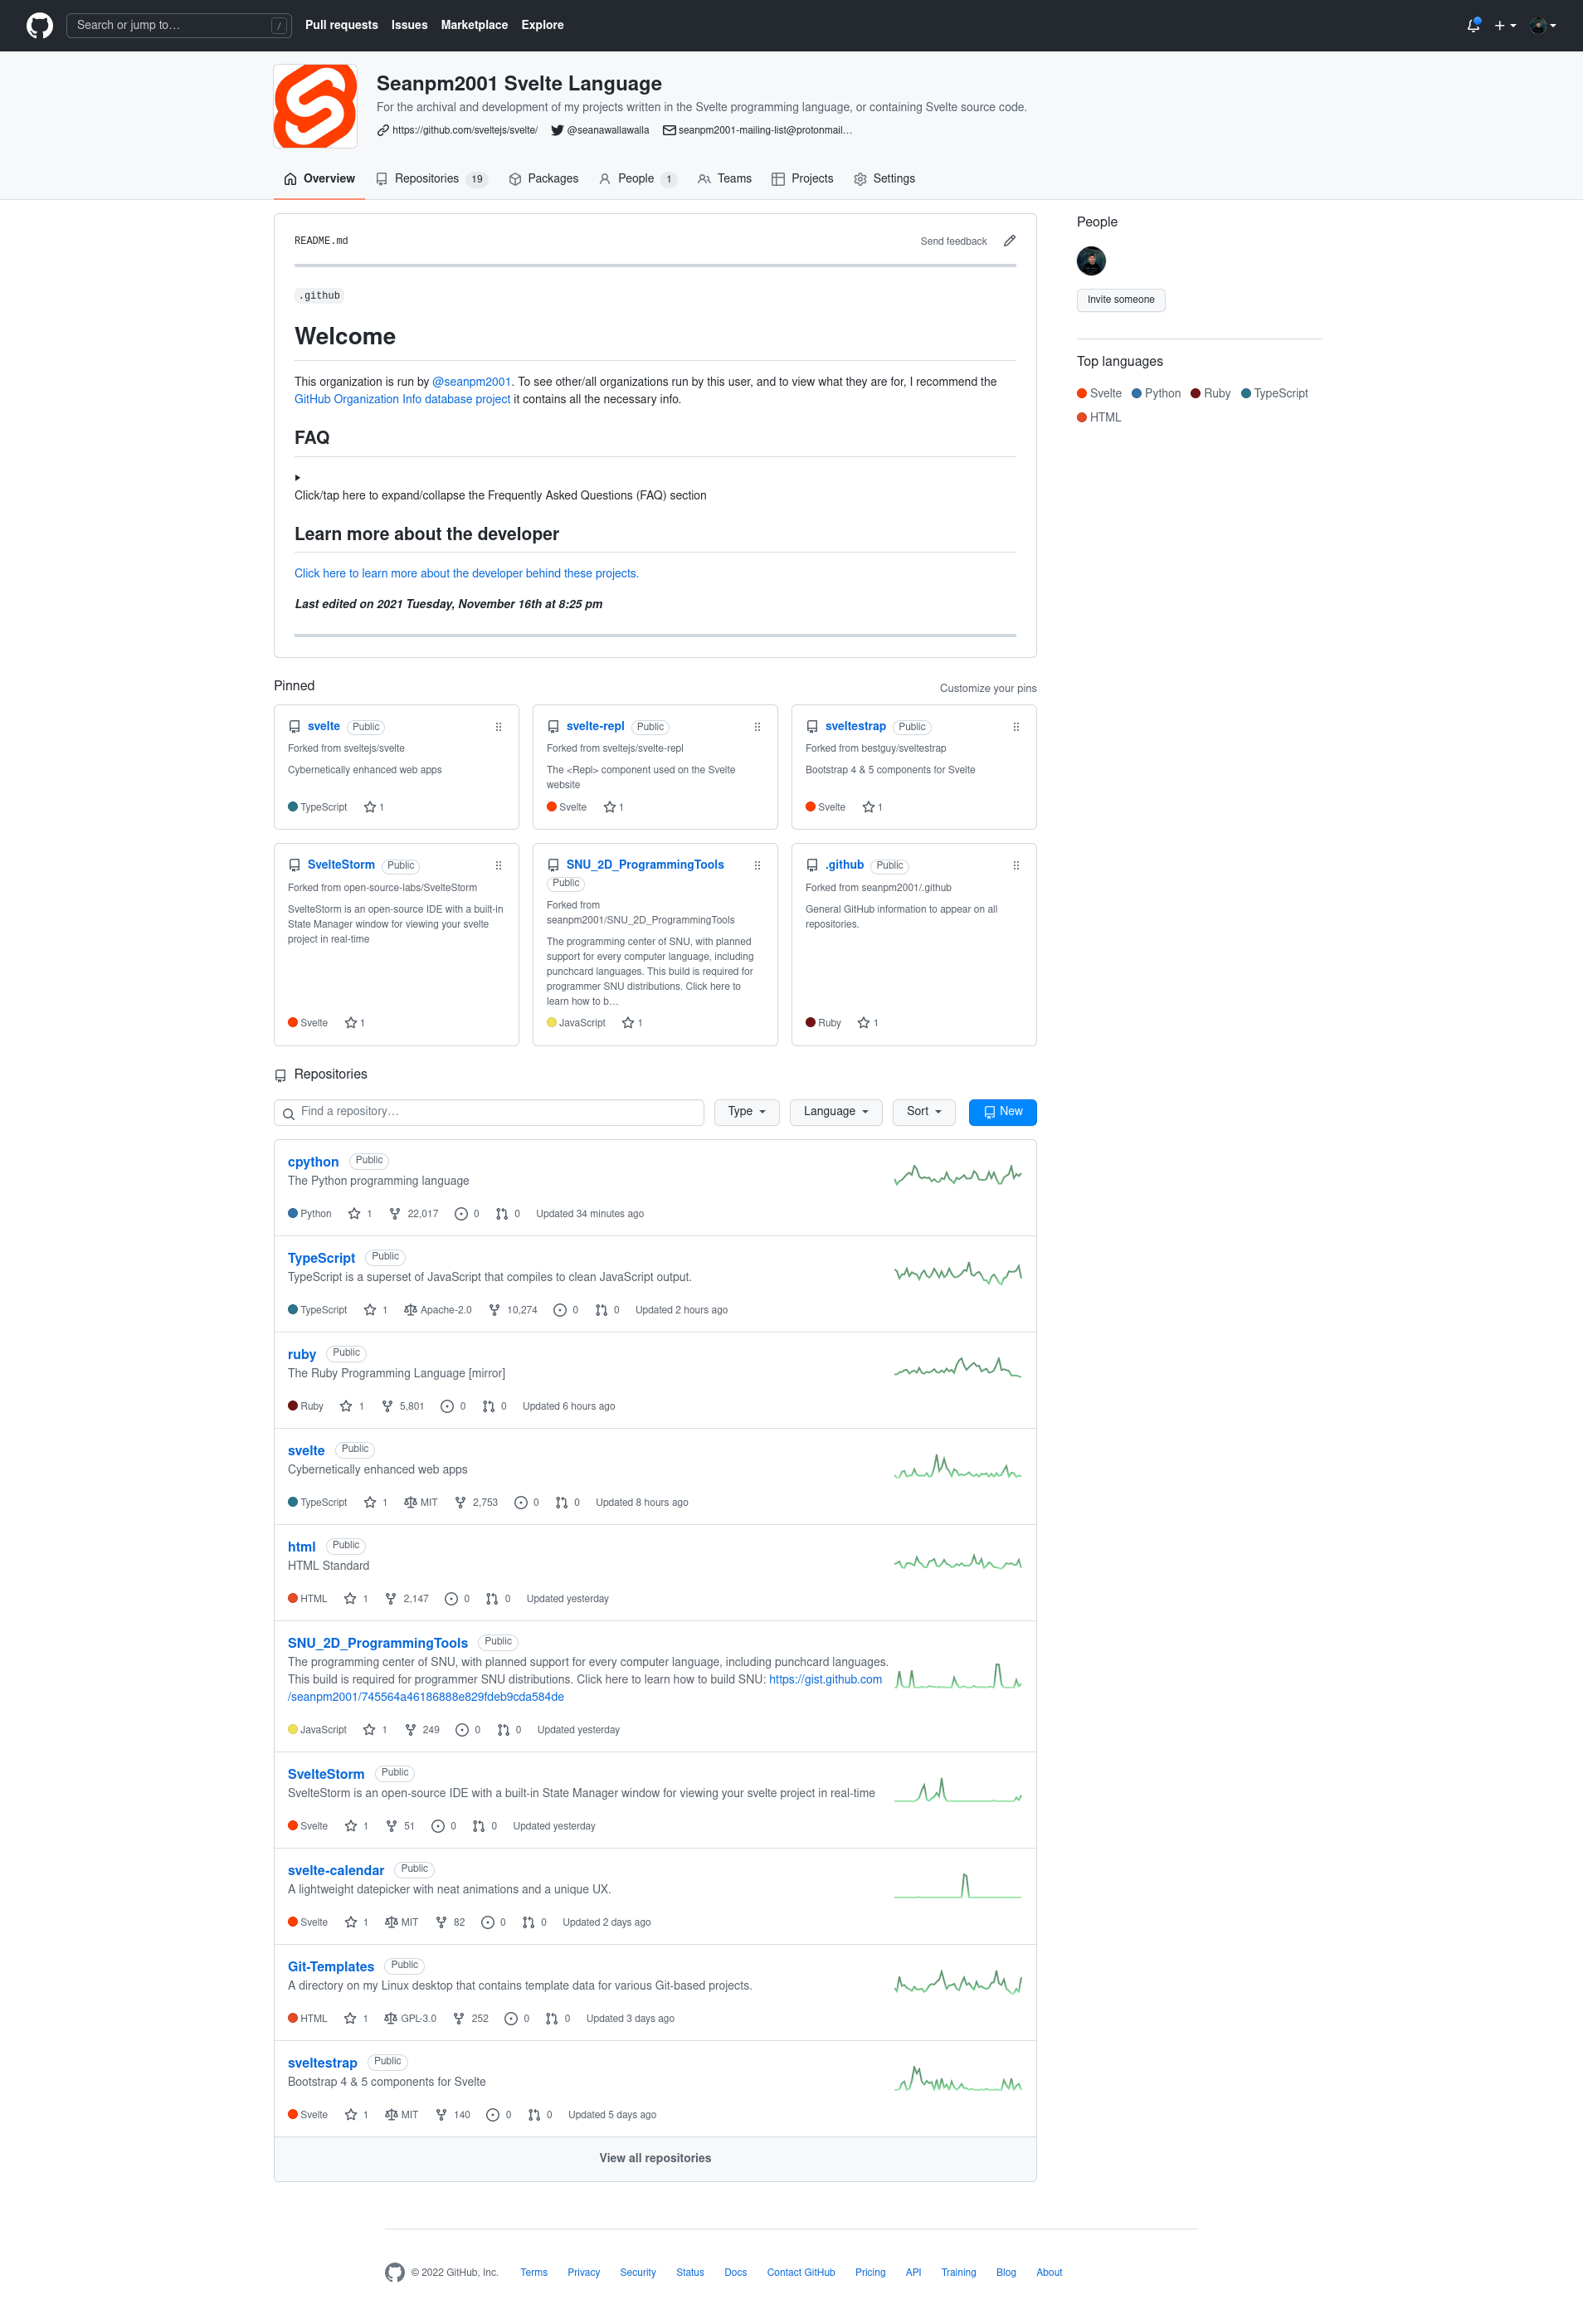 Search or jump to…
/
Pull requests
Issues
Marketplace
Explore
Seanpm2001 Svelte Language
For the archival and development of my projects written in the Svelte programming language, or containing Svelte source code.
https://github.com/sveltejs/svelte/
@seanawallawalla
seanpm2001-mailing-list@protonmail…
Overview
Repositories 19
Packages
People 1
Teams
Projects
Settings
README.md
Send feedback
.github
Welcome
This organization is run by @seanpm2001. To see other/all organizations run by this user, and to view what they are for, I recommend the
GitHub Organization Info database project it contains all the necessary info.
FAQ
Click/tap here to expand/collapse the Frequently Asked Questions (FAQ) section
Learn more about the developer
Click here to learn more about the developer behind these projects.
Last edited on 2021 Tuesday, November 16th at 8:25 pm
People
Invite someone
Top languages
Svelte Python Ruby TypeScript
HTML
Pinned
Customize your pins
svelte Public
Forked from sveltejs/svelte
Cybernetically enhanced web apps
TypeScript 1
svelte-repl Public
Forked from sveltejs/svelte-repl
The <Repl> component used on the Svelte
website
Svelte 1
sveltestrap Public
Forked from bestguy/sveltestrap
Bootstrap 4 & 5 components for Svelte
Svelte 1
SvelteStorm Public
Forked from open-source-labs/SvelteStorm
SvelteStorm is an open-source IDE with a built-in
State Manager window for viewing your svelte
project in real-time
Svelte 1
SNU_2D_ProgrammingTools
Public
Forked from
seanpm2001/SNU_2D_ProgrammingTools
The programming center of SNU, with planned
support for every computer language, including
punchcard languages. This build is required for
programmer SNU distributions. Click here to
learn how to b…
JavaScript 1
.github Public
Forked from seanpm2001/.github
General GitHub information to appear on all
repositories.
Ruby 1
Repositories
Find a repository…
Type
Language
Sort
New
cpython Public
The Python programming language
Python 1 22,017 0 0 Updated 34 minutes ago
TypeScript Public
TypeScript is a superset of JavaScript that compiles to clean JavaScript output.
TypeScript 1 Apache-2.0 10,274 0 0 Updated 2 hours ago
ruby Public
The Ruby Programming Language [mirror]
Ruby 1 5,801 0 0 Updated 6 hours ago
svelte Public
Cybernetically enhanced web apps
TypeScript 1 MIT 2,753 0 0 Updated 8 hours ago
html Public
HTML Standard
HTML 1 2,147 0 0 Updated yesterday
SNU_2D_ProgrammingTools Public
The programming center of SNU, with planned support for every computer language, including punchcard languages.
This build is required for programmer SNU distributions. Click here to learn how to build SNU: https://gist.github.com
/seanpm2001/745564a46186888e829fdeb9cda584de
JavaScript 1 249 0 0 Updated yesterday
SvelteStorm Public
SvelteStorm is an open-source IDE with a built-in State Manager window for viewing your svelte project in real-time
Svelte 1 51 0 0 Updated yesterday
svelte-calendar Public
A lightweight datepicker with neat animations and a unique UX.
Svelte 1 MIT 82 0 0 Updated 2 days ago
Git-Templates Public
A directory on my Linux desktop that contains template data for various Git-based projects.
HTML 1 GPL-3.0 252 0 0 Updated 3 days ago
sveltestrap Public
Bootstrap 4 & 5 components for Svelte
Svelte 1 MIT 140 0 0 Updated 5 days ago
View all repositories
© 2022 GitHub, Inc.
Terms
Privacy
Security
Status
Docs
Contact GitHub
Pricing
API
Training
Blog
About